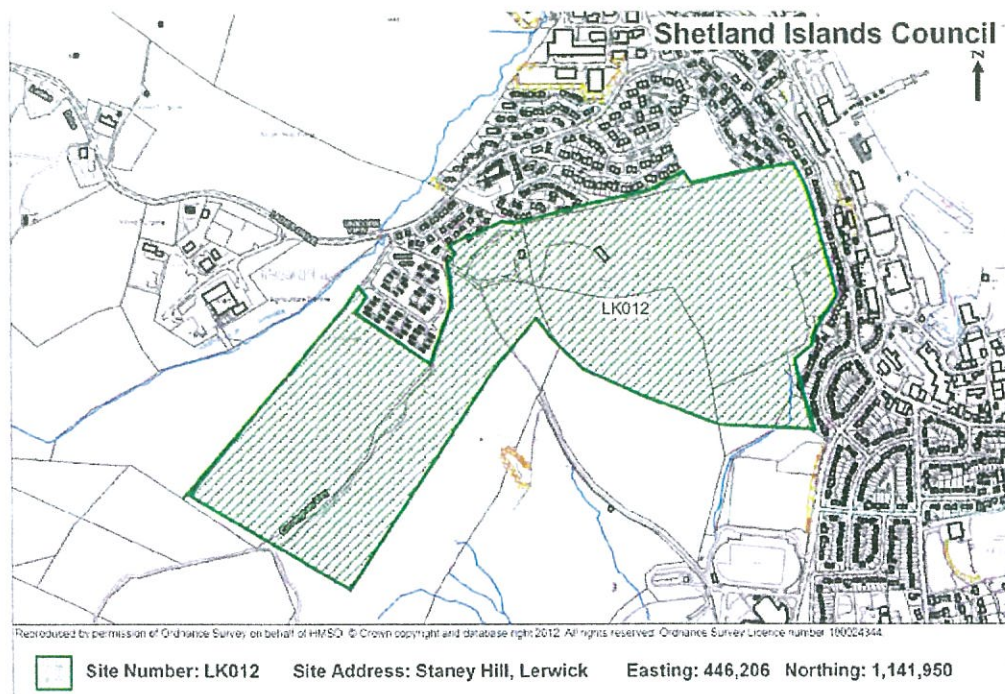 Shetland Islands Council
N
LK012
Reproduced by permission of Ordnance Survey on behalf of HMSO. © Crown copyright and database right 2012. All rights reserved. Ordnance Survey Licence number 100024344.
Site Number: LK012 Site Address: Staney Hill, Lerwick Easting: 446,206 Northing: 1,141,950